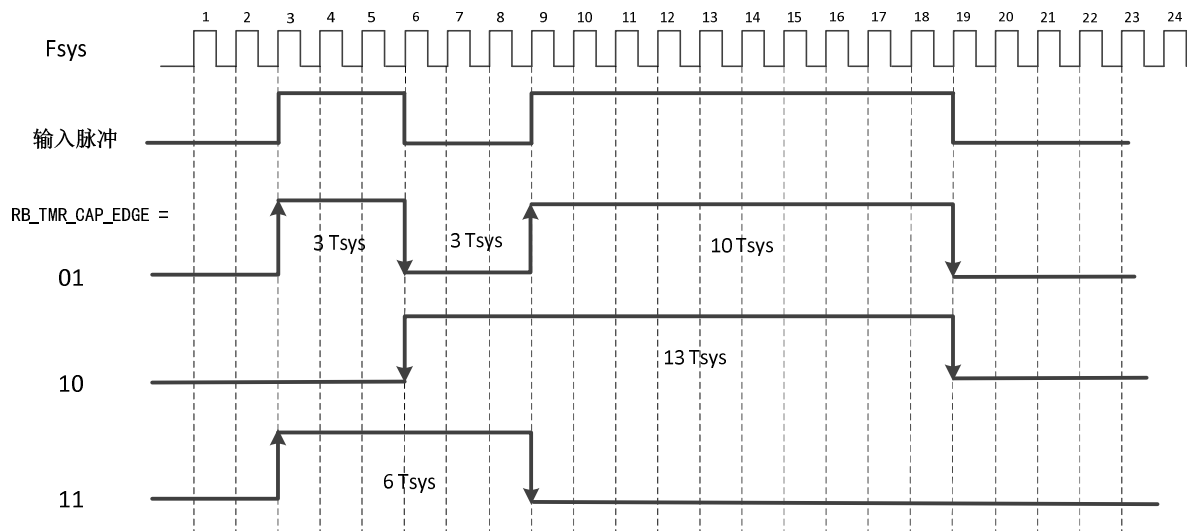 1 2 3 4 5 6 7 8 9 10 11 12 13 14 15 16 17 18 19 20 21 22 23 24
Fsys
输入脉冲
RB_TMR_CAP_EDGE =
3 Tsys
3 Tsys
10 Tsys
01
13 Tsys
10
6 Tsys
11